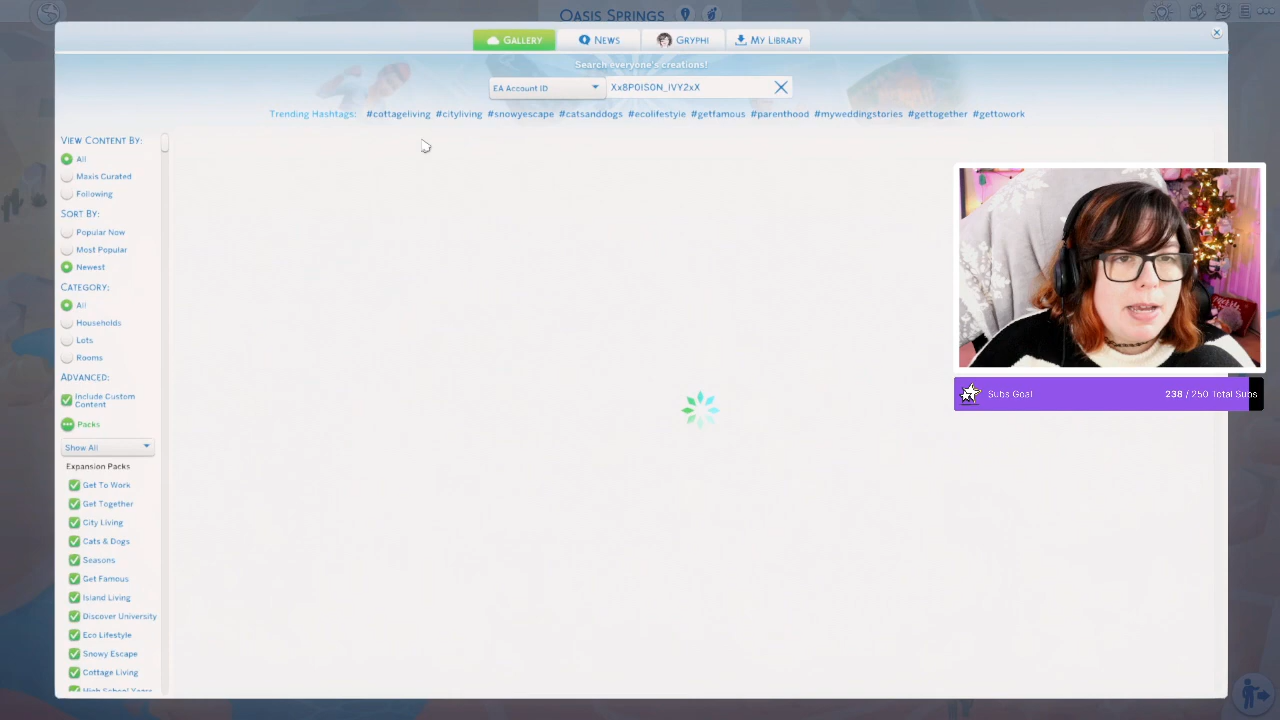 OASIS SPRINGS
GALLERY
NEWS
GRYPHI
MY LIBRARY
Search everyone's creations!
EA Account ID
Xx8P0IS0N_IVY2xX
Trending Hashtags: #cottageliving #cityliving #snowyescape #catsanddogs #ecolifestyle #getfamous #parenthood #myweddingstories #gettogether #gettowork
VIEW CONTENT BY:
All
Maxis Curated
Following
SORT BY:
Popular Now
Most Popular
Newest
CATEGORY:
All
Households
Lots
Rooms
ADVANCED:
Include Custom
Content
Packs
Show All
Expansion Packs
Get To Work
Get Together
City Living
Cats & Dogs
Seasons
Get Famous
Island Living
Discover University
Eco Lifestyle
Snowy Escape
Cottage Living
High School Years
Subs Goal
238 / 250 Total Subs